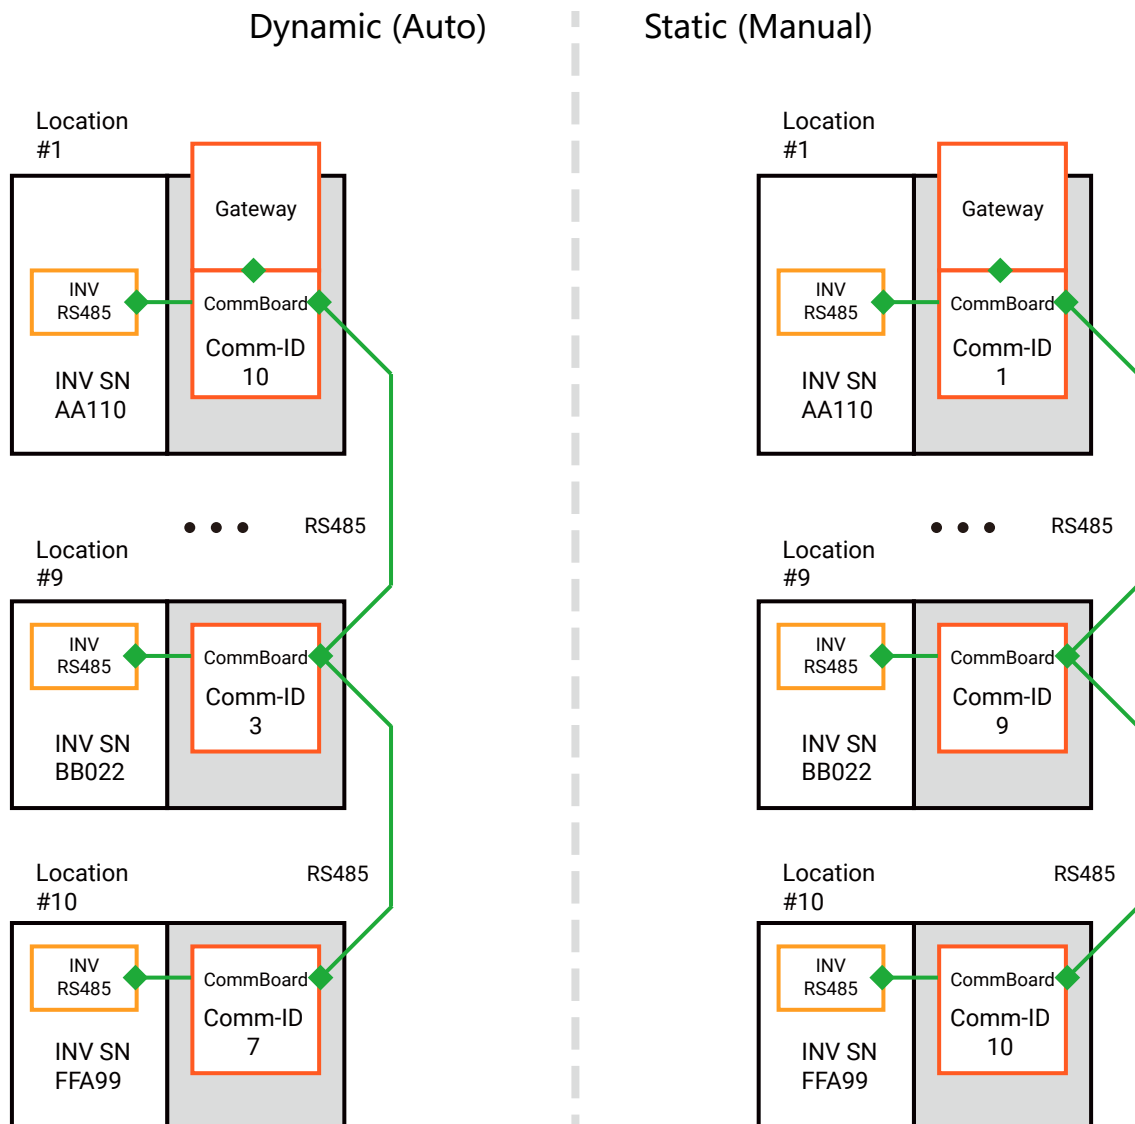 Dynamic (Auto)
Location
#1
Gateway
INV
RS485
CommBoard
Comm-ID
10
INV SN
AA110
RS485
Location
#9
INV
RS485
CommBoard
Comm-ID
3
INV SN
BB022
Location
#10
RS485
INV
RS485
CommBoard
Comm-ID
7
INV SN
FFA99
Static (Manual)
Location
#1
Gateway
INV
RS485
CommBoard
Comm-ID
1
INV SN
AA110
RS485
Location
#9
INV
RS485
CommBoard
Comm-ID
9
INV SN
BB022
Location
#10
RS485
INV
RS485
CommBoard
Comm-ID
10
INV SN
FFA99